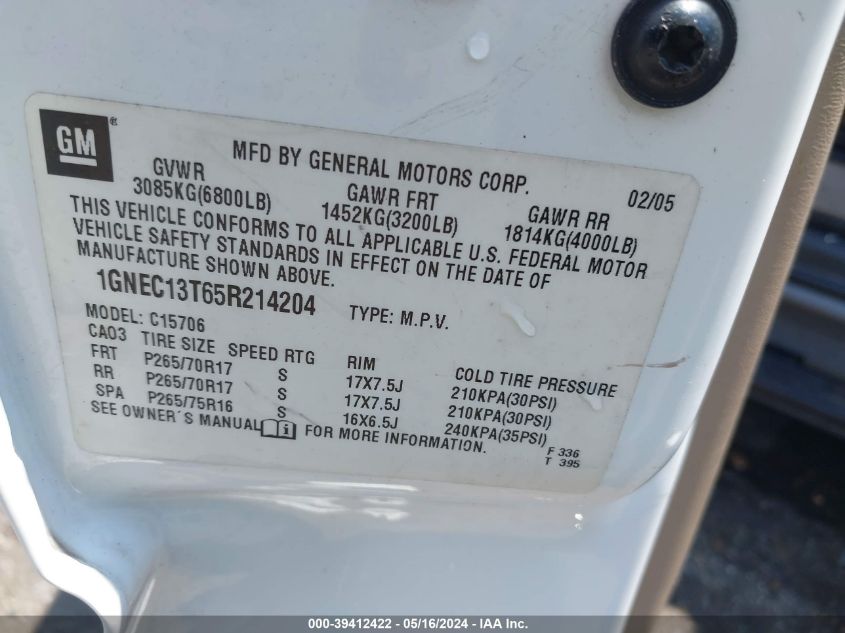 GM®
MFD BY GENERAL MOTORS CORP. 02/05
GVWR GAWR FRT GAWR RR
3085KG(6800LB) 1452KG(3200LB) 1814KG(4000LB)
THIS VEHICLE CONFORMS TO ALL APPLICABLE U.S. FEDERAL MOTOR
VEHICLE SAFETY STANDARDS IN EFFECT ON THE DATE OF
MANUFACTURE SHOWN ABOVE.
1GNEC13T65R214204 TYPE: M.P.V.
MODEL: C15706
CA03 TIRE SIZE SPEED RTG RIM COLD TIRE PRESSURE
FRT P265/70R17 S 17X7.5J 210KPA(30PSI)
RR P265/70R17 S 17X7.5J 210KPA(30PSI)
SPA P265/75R16 S 16X6.5J 240KPA(35PSI)
SEE OWNER´S MANUAL i FOR MORE INFORMATION.
F 336
T 395
000-39412422 - 05/16/2024 - IAA Inc.